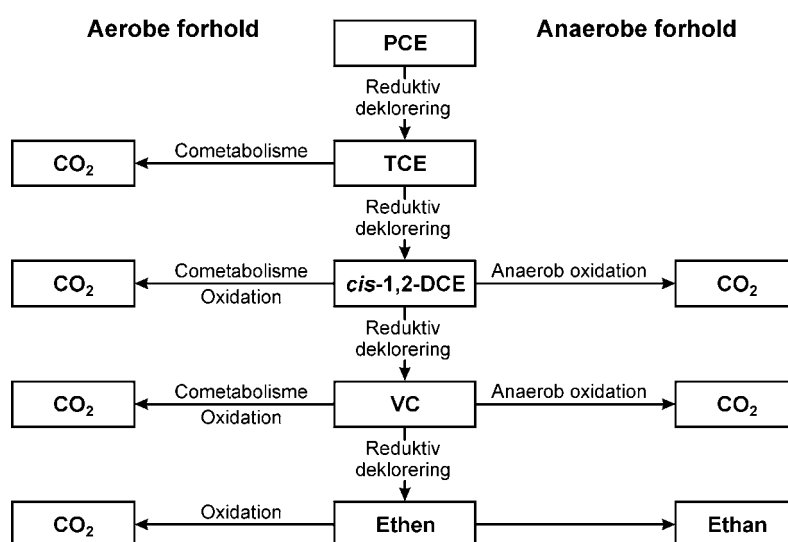 Aerobe forhold
PCE
Anaerobe forhold
Reduktiv
deklorering
CO₂
Cometabolisme
TCE
Reduktiv
deklorering
CO₂
Cometabolisme
Oxidation
cis-1,2-DCE
Anaerob oxidation
CO₂
Reduktiv
deklorering
CO₂
Cometabolisme
Oxidation
VC
Anaerob oxidation
CO₂
Reduktiv
deklorering
CO₂
Oxidation
Ethen
Ethan